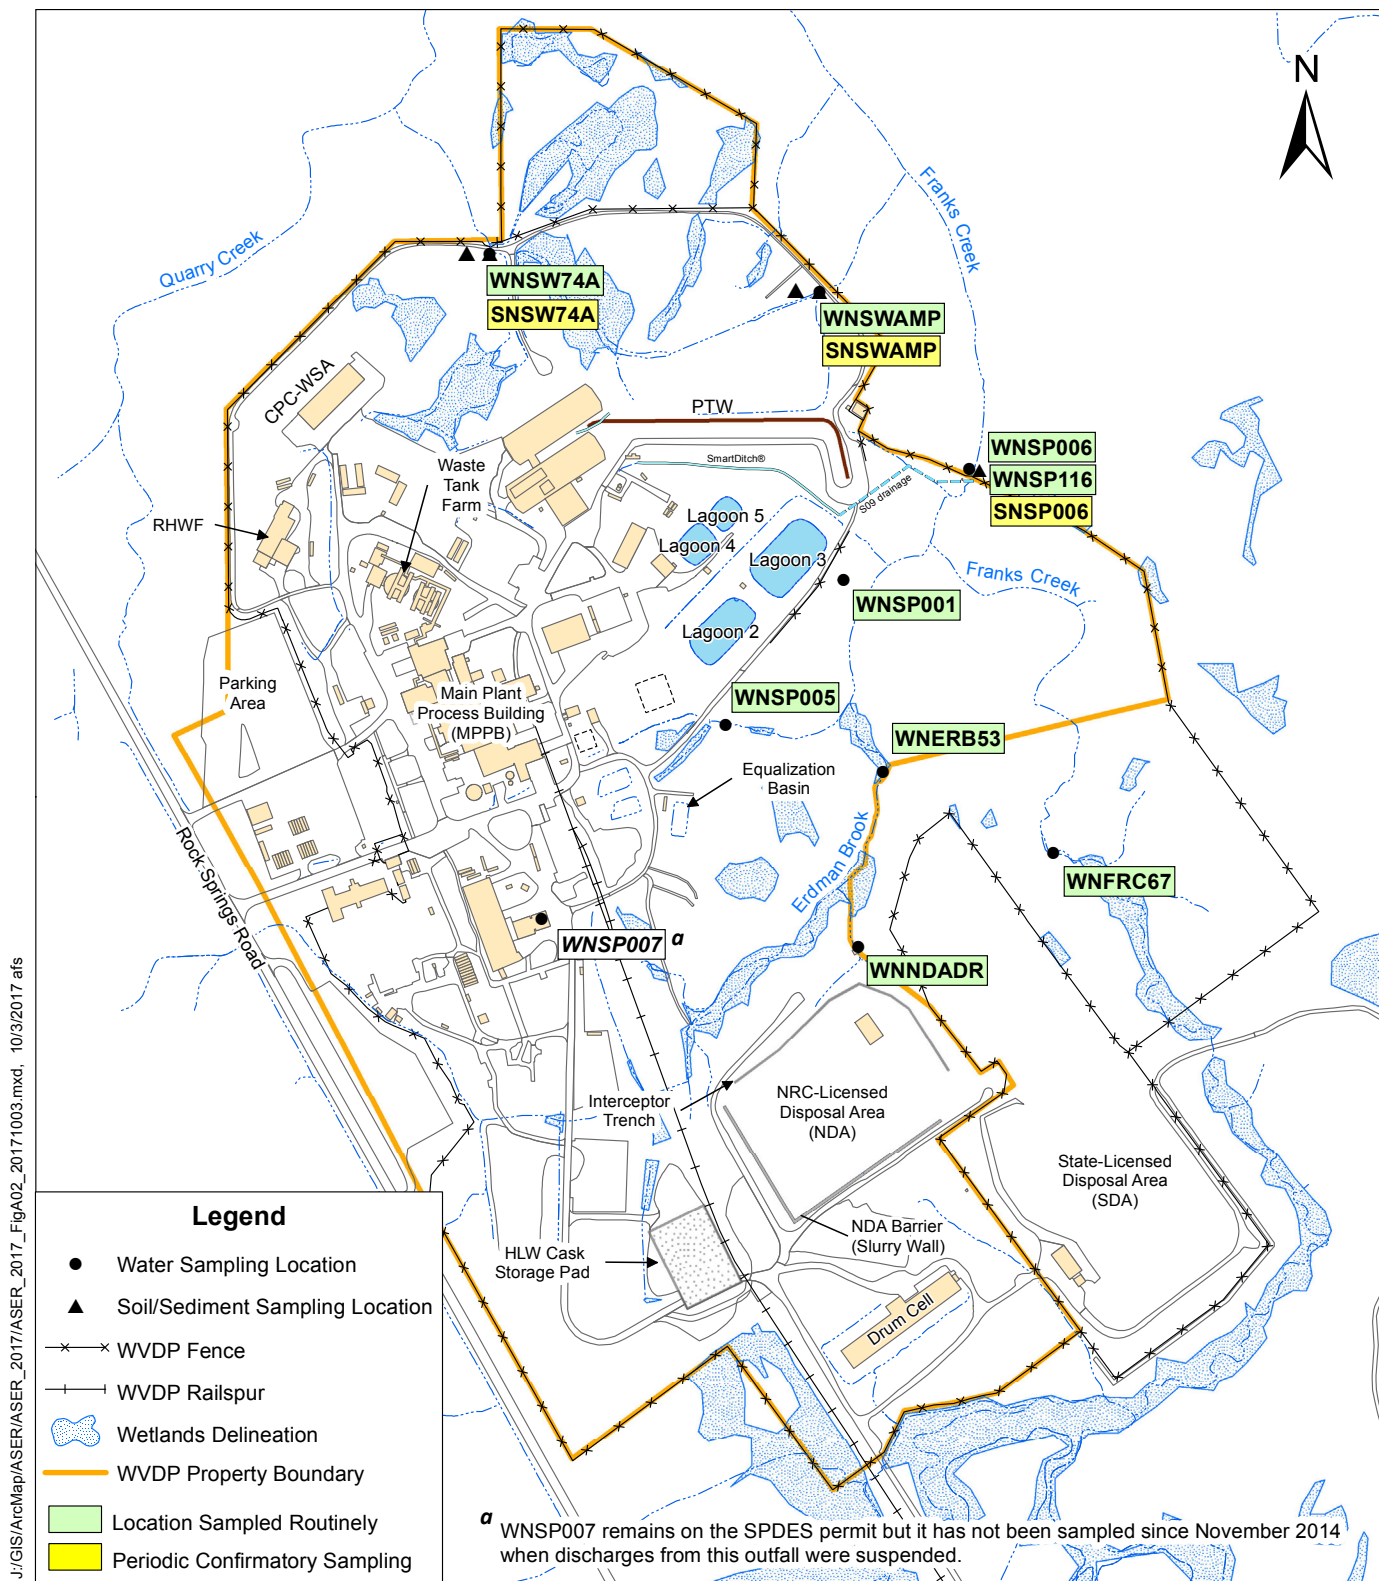 N
Quarry Creek
Franks Creek
WNSW74A
SNSW74A
WNSWAMP
SNSWAMP
CPC-WSA
PTW
SmartDitch®
S09 drainage
WNSP006
WNSP116
SNSP006
Waste
Tank
Farm
RHWF
Lagoon 5
Lagoon 4
Lagoon 3
Lagoon 2
Franks Creek
WNSP001
Parking
Area
Main Plant
Process Building
(MPPB)
WNSP005
WNERB53
Equalization
Basin
Erdman Brook
Rock Springs Road
WNFRC67
WNSP007 a
WNNDADR
Interceptor
Trench
NRC-Licensed
Disposal Area
(NDA)
State-Licensed
Disposal Area
(SDA)
NDA Barrier
(Slurry Wall)
HLW Cask
Storage Pad
Drum Cell
Legend
Water Sampling Location
Soil/Sediment Sampling Location
WVDP Fence
WVDP Railspur
Wetlands Delineation
WVDP Property Boundary
Location Sampled Routinely
Periodic Confirmatory Sampling
a WNSP007 remains on the SPDES permit but it has not been sampled since November 2014
when discharges from this outfall were suspended.
J:/GIS/ArcMap/ASER/ASER_2017/ASER_2017_FigA02_20171003.mxd, 10/3/2017 afs